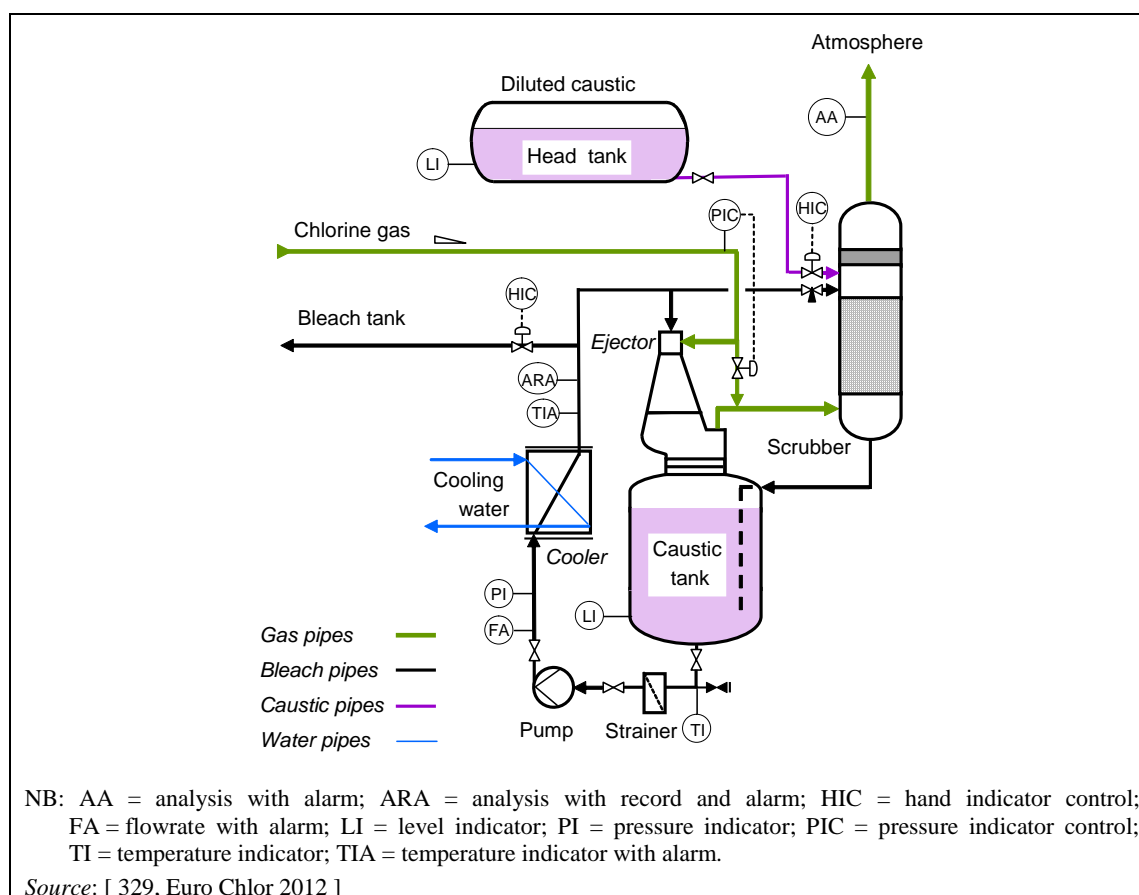 Atmosphere
Diluted caustic
AA
Head tank
LI
PIC
HIC
Chlorine gas
HIC
Bleach tank
Ejector
ARA
TIA
Scrubber
Cooling
water
Caustic
tank
Cooler
PI
LI
FA
Gas pipes
Bleach pipes
Caustic pipes
Water pipes
Pump
Strainer
TI
NB: AA = analysis with alarm; ARA = analysis with record and alarm; HIC = hand indicator control;
FA = flowrate with alarm; LI = level indicator; PI = pressure indicator; PIC = pressure indicator control;
TI = temperature indicator; TIA = temperature indicator with alarm.
Source: [ 329, Euro Chlor 2012 ]